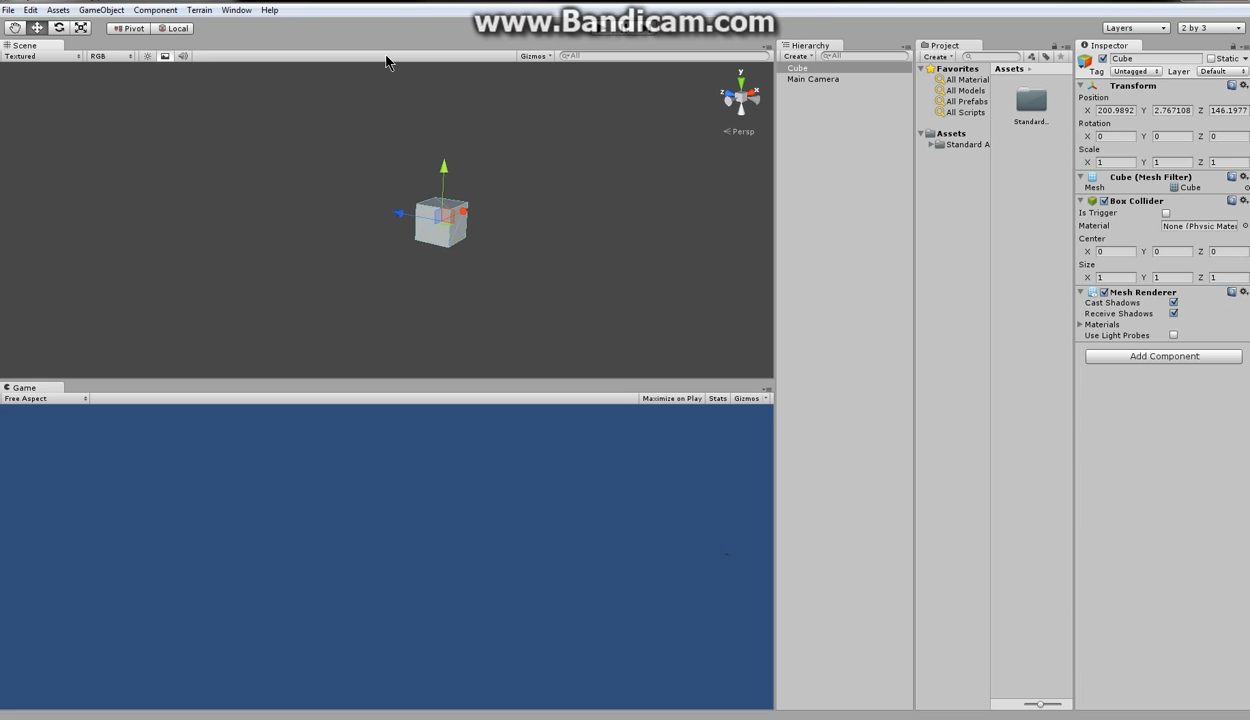 File Edit Assets GameObject Component Terrain Window Help
www.Bandicam.com
Pivot Local
Layers 2 by 3
Scene
Textured RGB Gizmos All
y
z x
Persp
Game
Free Aspect Maximize on Play Stats Gizmos
Hierarchy
Create All
Cube
Main Camera
Project
Create
Favorites
All Material
All Models
All Prefabs
All Scripts
Assets
Standard A
Assets
Standard..
Inspector
Cube Static
Tag Untagged Layer Default
Transform
Position
X 200.9892 Y 2.767108 Z 146.1977
Rotation
X 0 Y 0 Z 0
Scale
X 1 Y 1 Z 1
Cube (Mesh Filter)
Mesh Cube
Box Collider
Is Trigger
Material None (Physic Mater
Center
X 0 Y 0 Z 0
Size
X 1 Y 1 Z 1
Mesh Renderer
Cast Shadows
Receive Shadows
Materials
Use Light Probes
Add Component